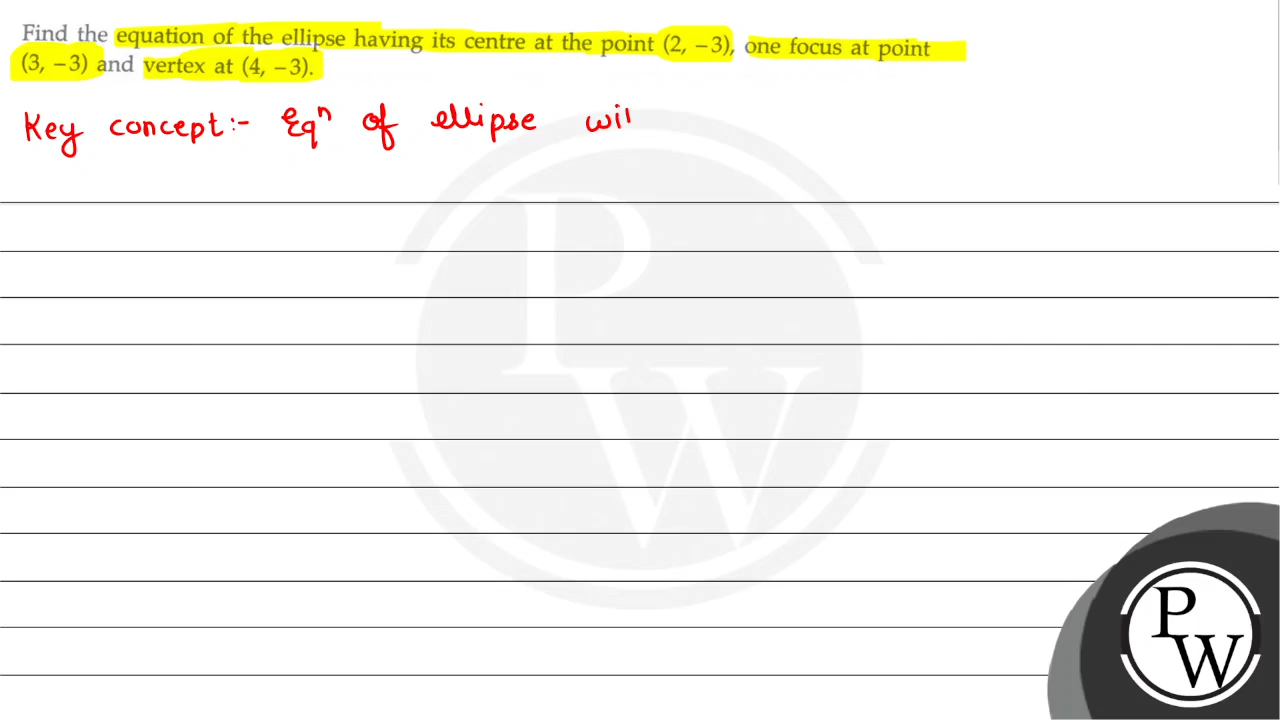 Find the equation of the ellipse having its centre at the point (2, −3), one focus at point
(3, −3) and vertex at (4, −3).
Key concept:- Eqⁿ of ellipse wil
P
W
P
W